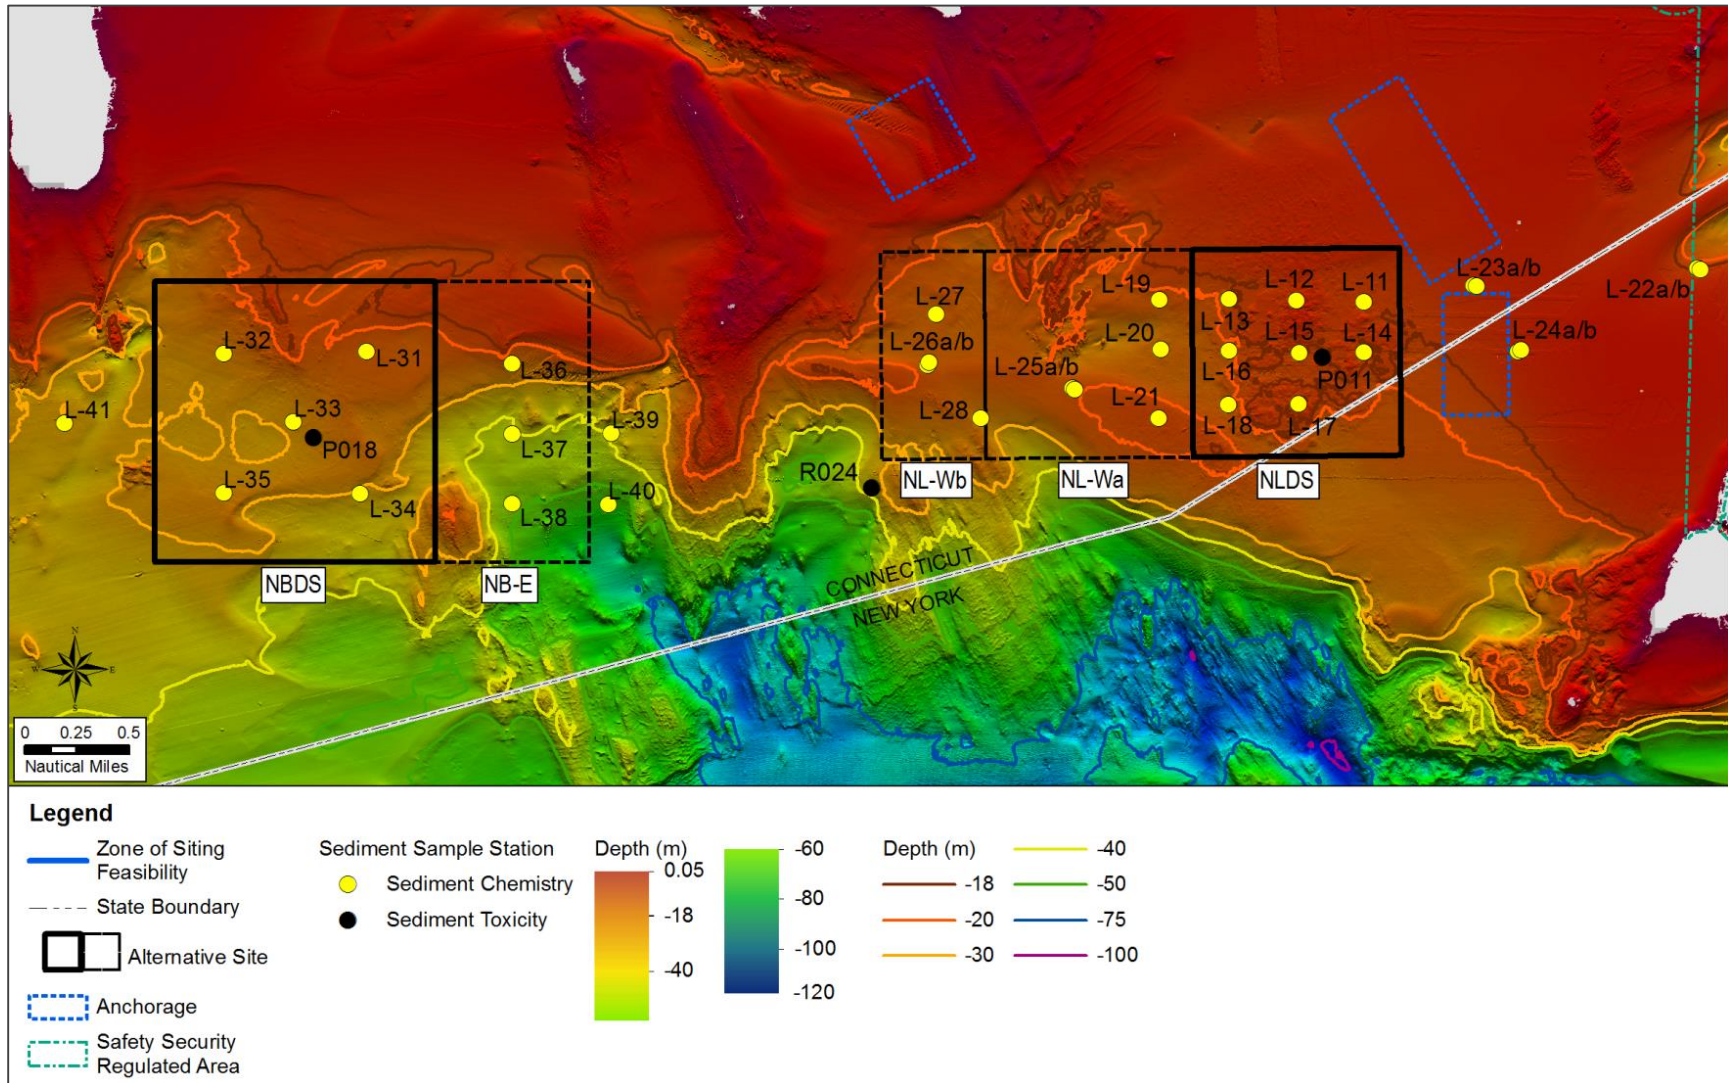 L-27
L-19
L-13
L-12
L-11
L-23a/b
L-22a/b
L-32
L-31
L-36
L-26a/b
L-20
L-15
L-14
L-24a/b
L-16
P011
L-25a/b
L-41
L-33
P018
L-37
L-39
L-28
L-21
L-18
L-17
R024
NL-Wb
NL-Wa
NLDS
L-35
L-34
L-38
L-40
NBDS
NB-E
CONNECTICUT
NEW YORK
N
W E
S
0 0.25 0.5
Nautical Miles
Legend
Zone of Siting
Feasibility
State Boundary
Alternative Site
Anchorage
Safety Security
Regulated Area
Sediment Sample Station
Sediment Chemistry
Sediment Toxicity
Depth (m)
0.05
-18
-40
-60
-80
-100
-120
Depth (m)
-18
-20
-30
-40
-50
-75
-100